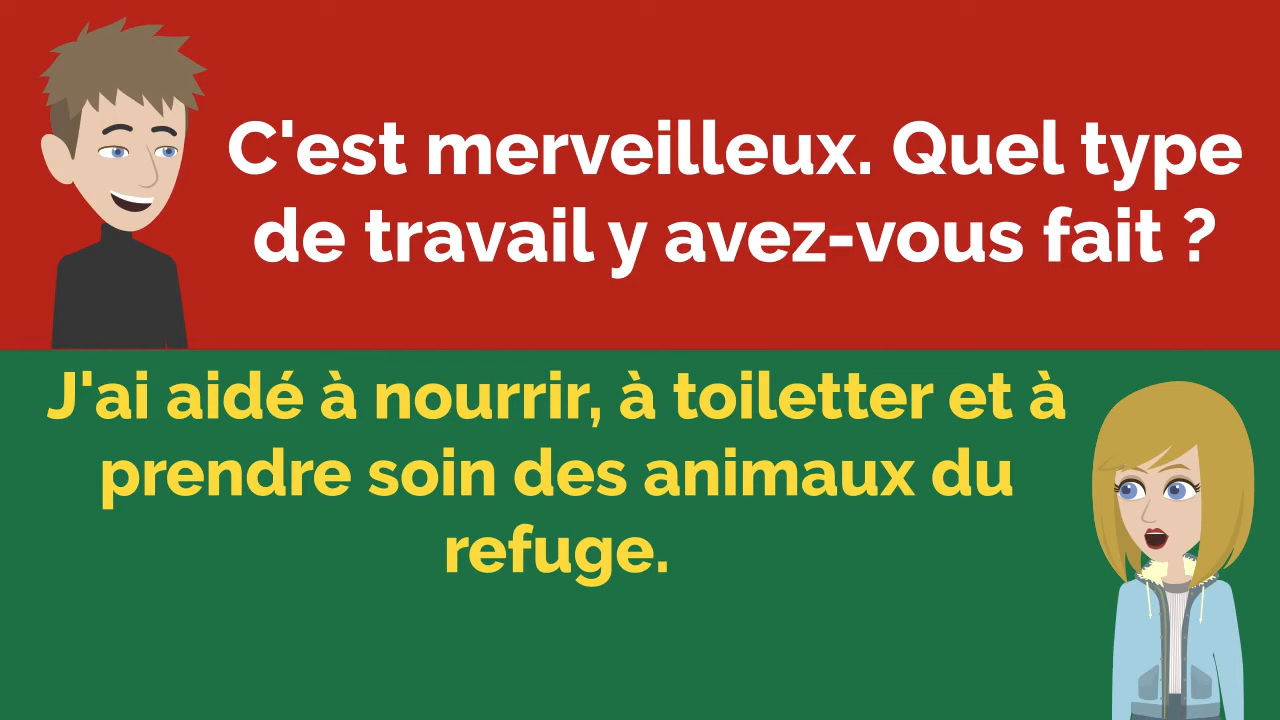 C'est merveilleux. Quel type
de travail y avez-vous fait ?
J'ai aidé à nourrir, à toiletter et à
prendre soin des animaux du
refuge.